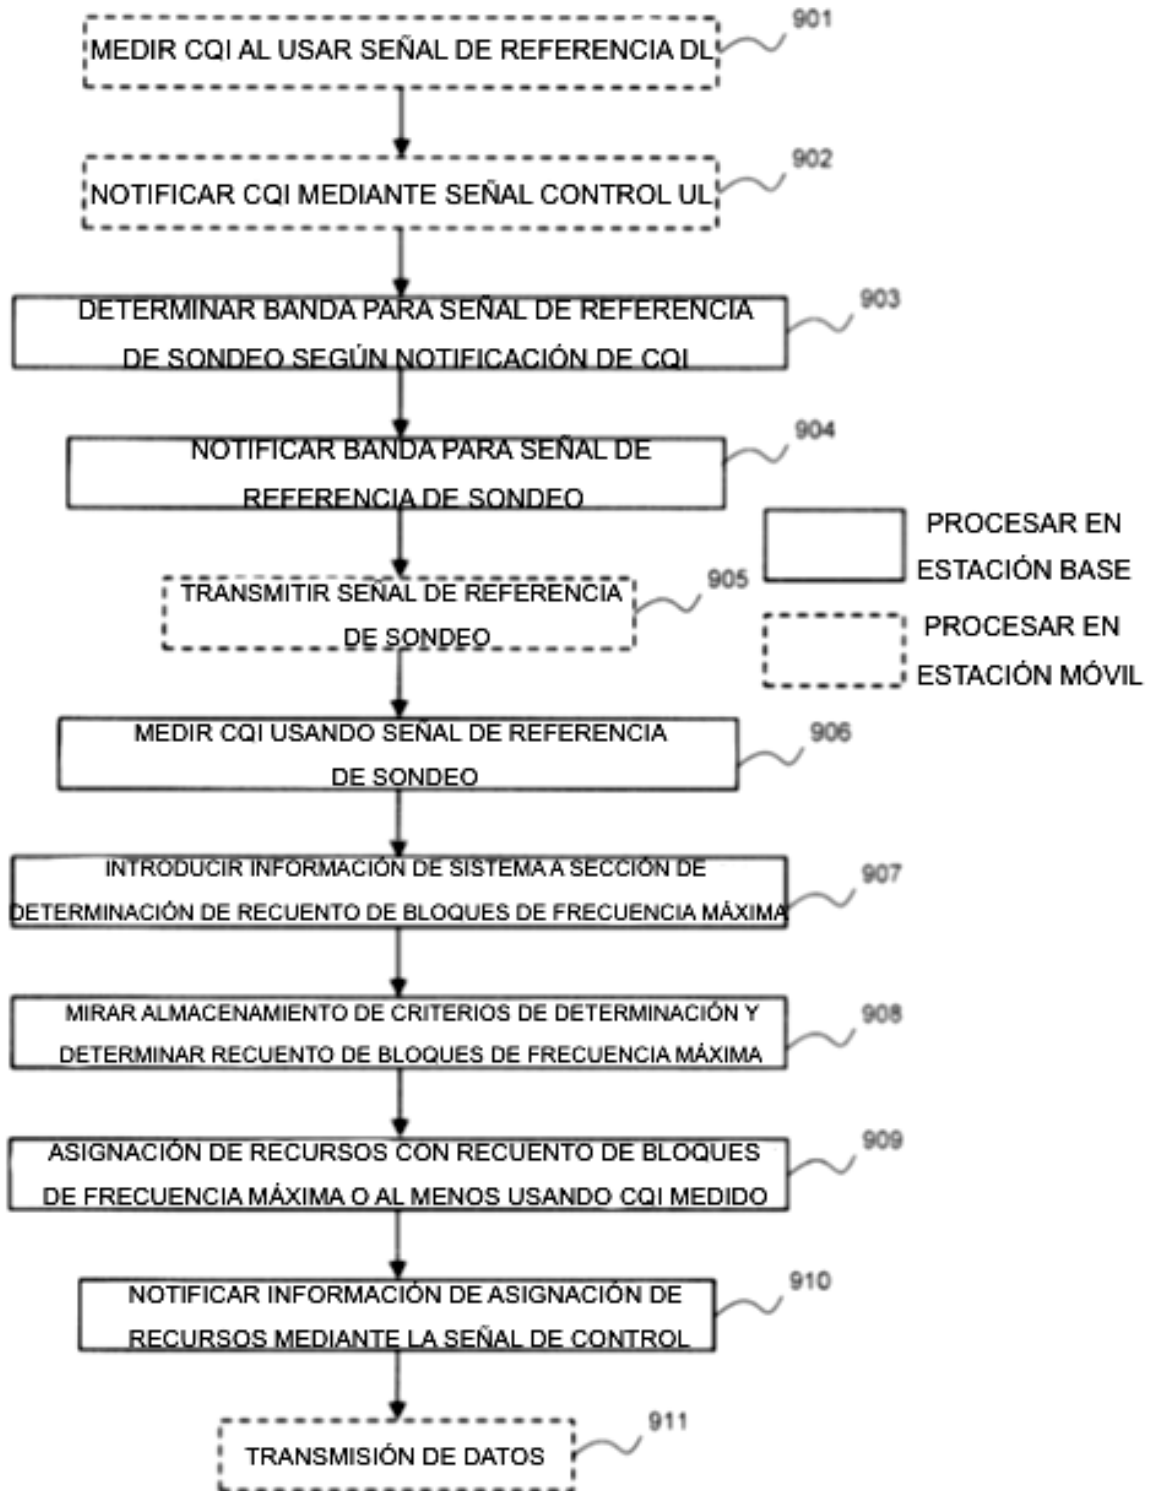 901
MEDIR CQI AL USAR SEÑAL DE REFERENCIA DL
902
NOTIFICAR CQI MEDIANTE SEÑAL CONTROL UL
903
DETERMINAR BANDA PARA SEÑAL DE REFERENCIA
DE SONDEO SEGÚN NOTIFICACIÓN DE CQI
904
NOTIFICAR BANDA PARA SEÑAL DE
REFERENCIA DE SONDEO
PROCESAR EN
ESTACIÓN BASE
905
TRANSMITIR SEÑAL DE REFERENCIA
DE SONDEO
PROCESAR EN
ESTACIÓN MÓVIL
906
MEDIR CQI USANDO SEÑAL DE REFERENCIA
DE SONDEO
907
INTRODUCIR INFORMACIÓN DE SISTEMA A SECCIÓN DE
DETERMINACIÓN DE RECUENTO DE BLOQUES DE FRECUENCIA MÁXIMA
908
MIRAR ALMACENAMIENTO DE CRITERIOS DE DETERMINACIÓN Y
DETERMINAR RECUENTO DE BLOQUES DE FRECUENCIA MÁXIMA
909
ASIGNACIÓN DE RECURSOS CON RECUENTO DE BLOQUES
DE FRECUENCIA MÁXIMA O AL MENOS USANDO CQI MEDIDO
910
NOTIFICAR INFORMACIÓN DE ASIGNACIÓN DE
RECURSOS MEDIANTE LA SEÑAL DE CONTROL
911
TRANSMISIÓN DE DATOS